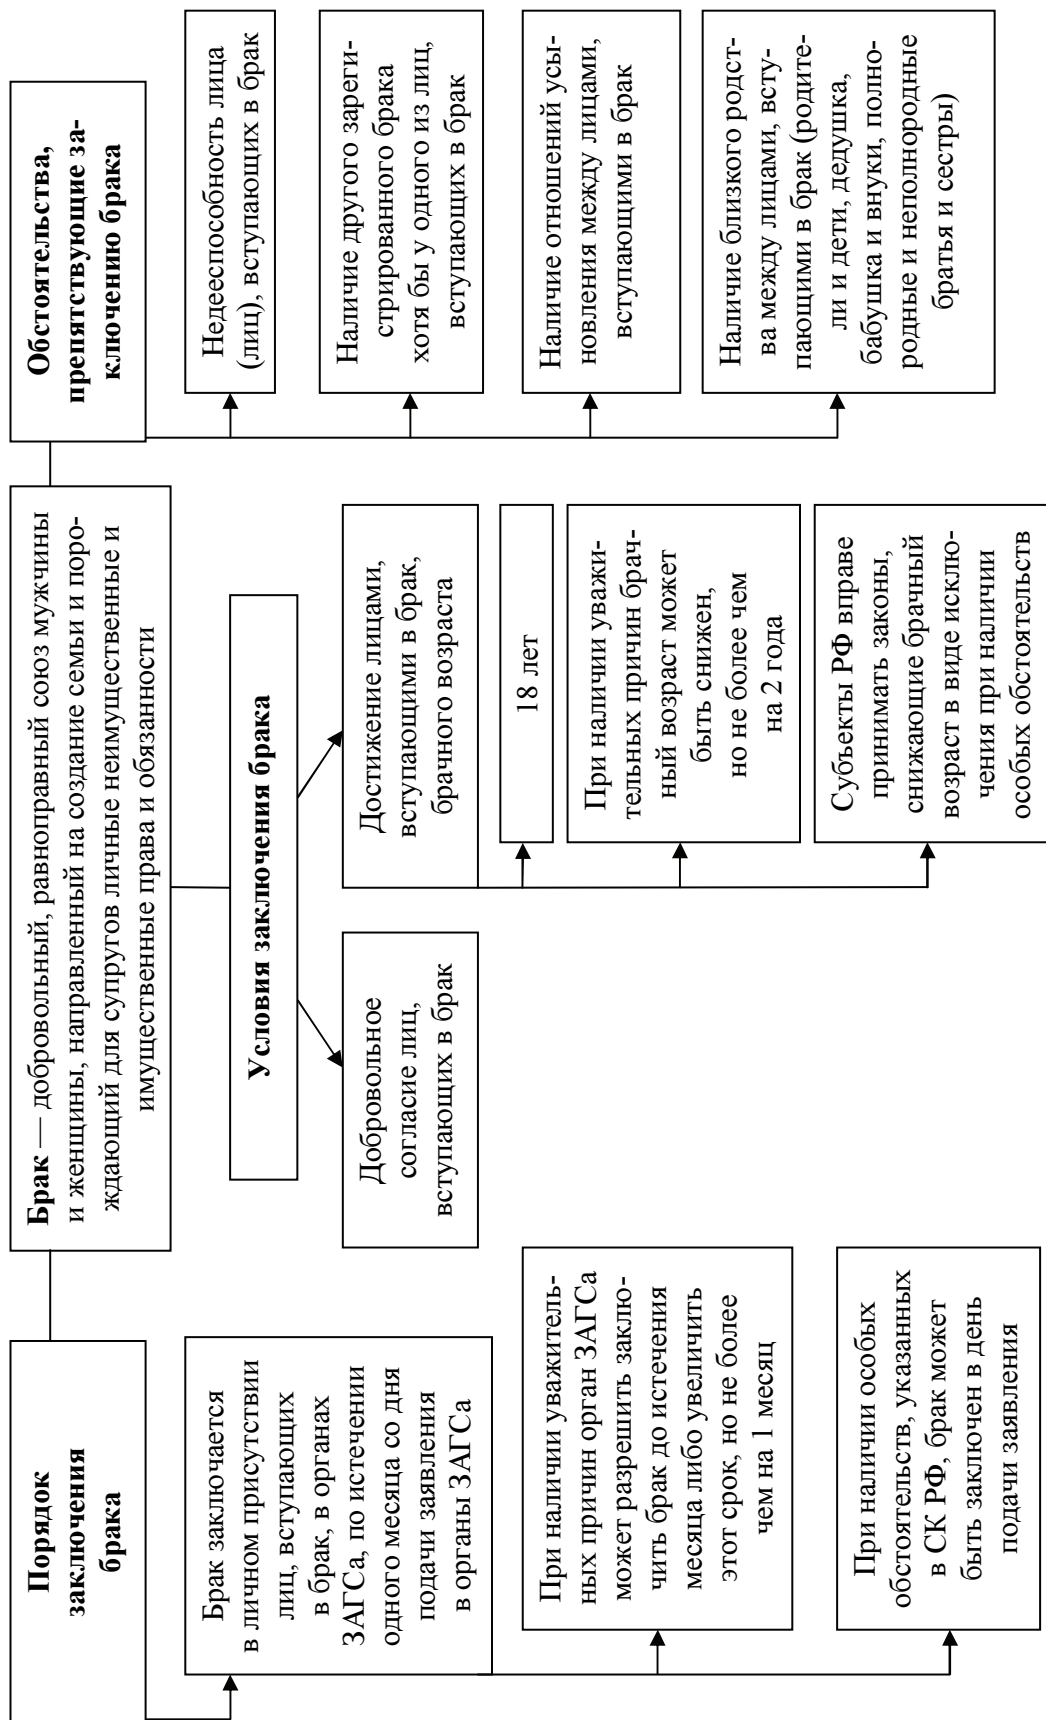 Порядок
заключения
брака
Брак заключается
в личном присутствии
лиц, вступающих
в брак, в органах
ЗАГСа, по истечении
одного месяца со дня
подачи заявления
в органы ЗАГСа
При наличии уважитель-
ных причин орган ЗАГСа
может разрешить заклю-
чить брак до истечения
месяца либо увеличить
этот срок, но не более
чем на 1 месяц
При наличии особых
обстоятельств, указанных
в СК РФ, брак может
быть заключен в день
подачи заявления
Брак — добровольный, равноправный союз мужчины
и женщины, направленный на создание семьи и поро-
ждающий для супругов личные неимущественные и
имущественные права и обязанности
Условия заключения брака
Добровольное
согласие лиц,
вступающих в брак
Достижение лицами,
вступающими в брак,
брачного возраста
18 лет
При наличии уважи-
тельных причин брач-
ный возраст может
быть снижен,
но не более чем
на 2 года
Субъекты РФ вправе
принимать законы,
снижающие брачный
возраст в виде исклю-
чения при наличии
особых обстоятельств
Обстоятельства,
препятствующие за-
ключению брака
Недееспособность лица
(лиц), вступающих в брак
Наличие другого зареги-
стрированного брака
хотя бы у одного из лиц,
вступающих в брак
Наличие отношений усы-
новления между лицами,
вступающими в брак
Наличие близкого родст-
ва между лицами, всту-
пающими в брак (родите-
ли и дети, дедушка,
бабушка и внуки, полно-
родные и неполнородные
братья и сестры)